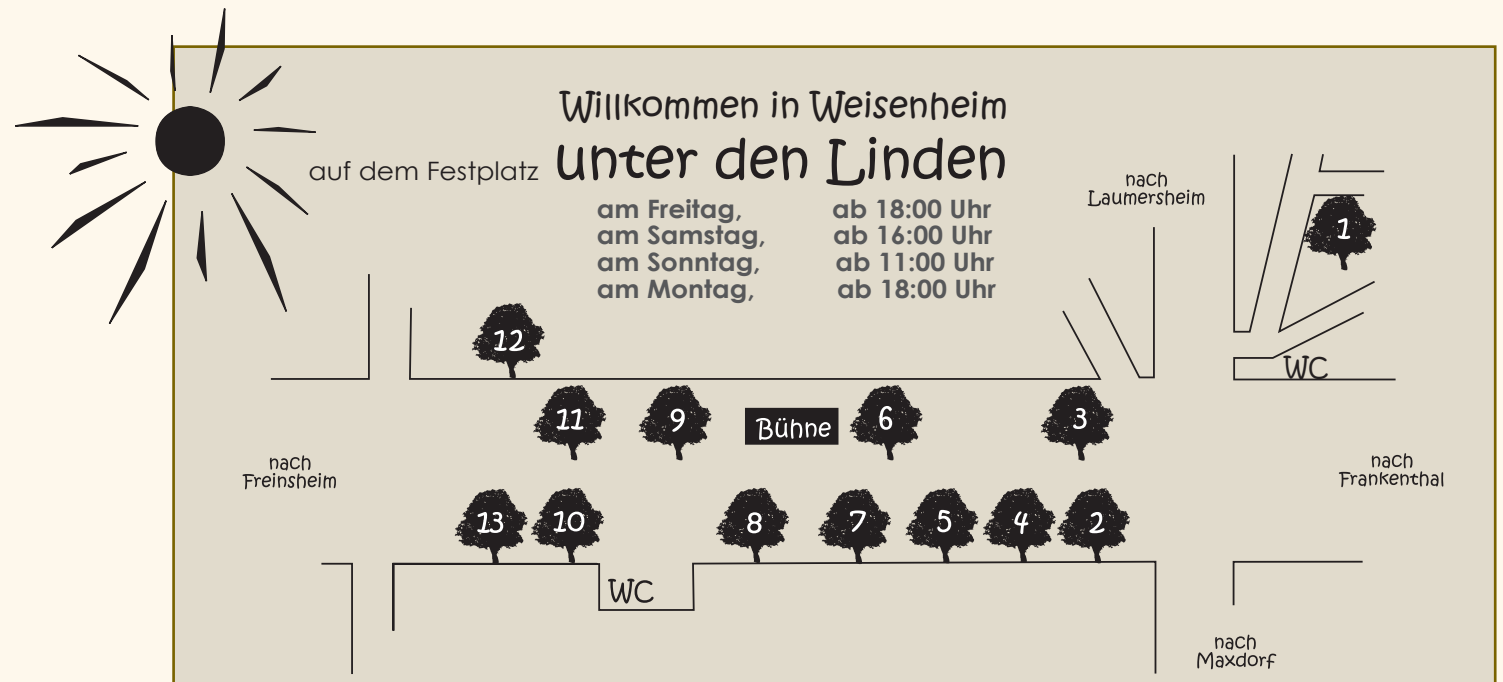 Willkommen in Weisenheim
auf dem Festplatz unter den Linden
am Freitag, ab 18:00 Uhr
am Samstag, ab 16:00 Uhr
am Sonntag, ab 11:00 Uhr
am Montag, ab 18:00 Uhr
nach
Laumersheim
1
12
WC
11 9 Bühne 6 3
nach
Freinsheim
nach
Frankenthal
13 10 8 7 5 4 2
WC
nach
Maxdorf